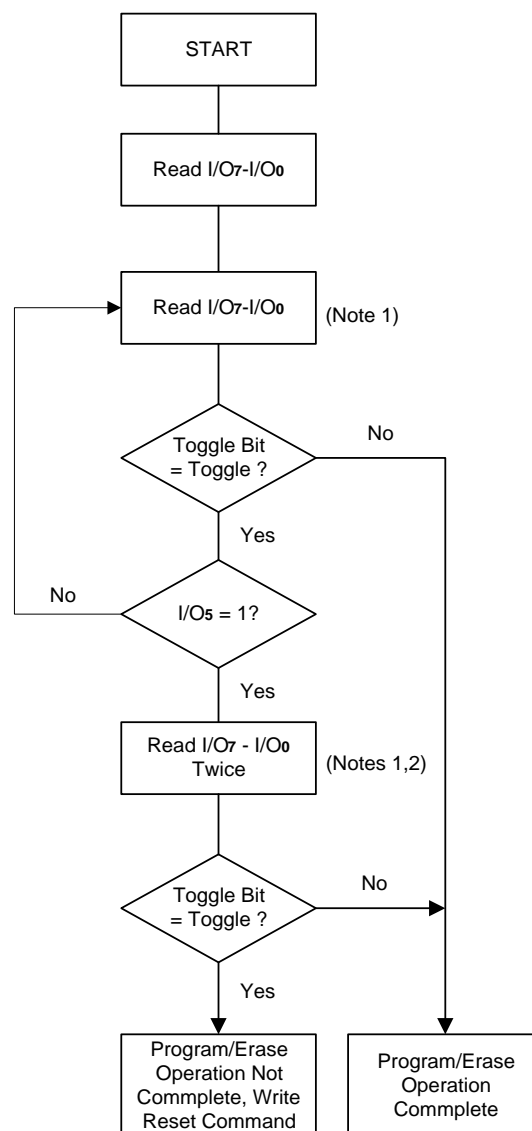 START
Read I/O7-I/O0
Read I/O7-I/O0
(Note 1)
Toggle Bit
= Toggle ?
No
Yes
No
I/O5 = 1?
Yes
Read I/O7 - I/O0
Twice
(Notes 1,2)
Toggle Bit
= Toggle ?
No
Yes
Program/Erase
Operation Not
Commplete, Write
Reset Command
Program/Erase
Operation
Commplete